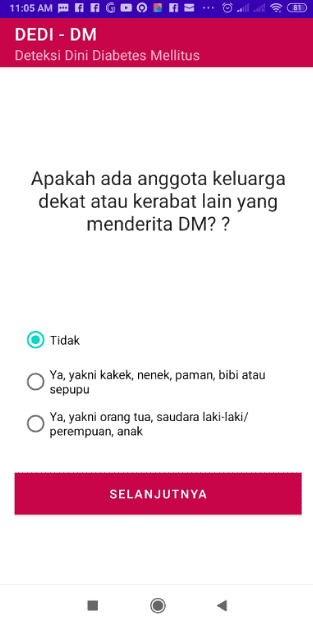 11:05 AM
81
DEDI - DM
Deteksi Dini Diabetes Mellitus
Apakah ada anggota keluarga
dekat atau kerabat lain yang
menderita DM? ?
Tidak
Ya, yakni kakek, nenek, paman, bibi atau
sepupu
Ya, yakni orang tua, saudara laki-laki/
perempuan, anak
SELANJUTNYA